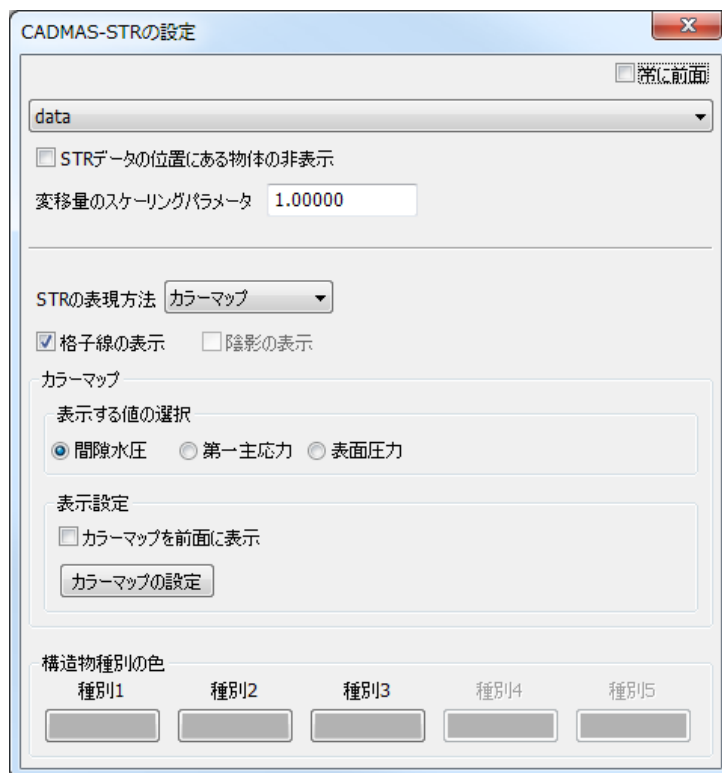 CADMAS-STRの設定
常に前面
data
STRデータの位置にある物体の非表示
変移量のスケーリングパラメータ 1.00000
STRの表現方法 カラーマップ
格子線の表示 陰影の表示
カラーマップ
表示する値の選択
間隙水圧 第一主応力 表面圧力
表示設定
カラーマップを前面に表示
カラーマップの設定
構造物種別の色
種別1 種別2 種別3 種別4 種別5